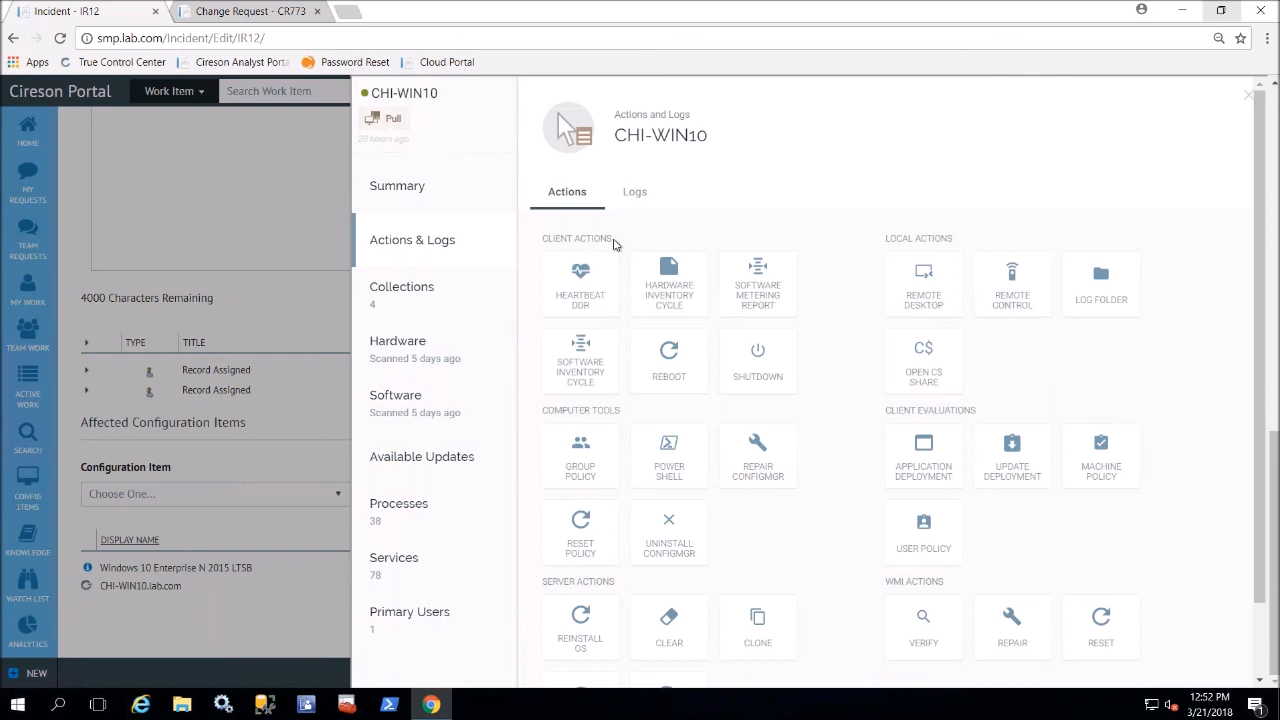 Incident - IR12
Change Request - CR773
smp.lab.com/Incident/Edit/IR12/
Apps
True Control Center
Cireson Analyst Porta
Password Reset
Cloud Portal
Cireson Portal
Work Item
Search Work Item
HOME
MY
REQUESTS
TEAM
REQUESTS
MY WORK
TEAM WORK
ACTIVE
WORK
SEARCH
CONFIG
ITEMS
KNOWLEDGE
WATCH LIST
ANALYTICS
NEW
4000 Characters Remaining
TYPE
TITLE
Record Assigned
Record Assigned
Affected Configuration Items
Configuration Item
Choose One...
DISPLAY NAME
Windows 10 Enterprise N 2015 LTSB
CHI-WIN10.lab.com
CHI-WIN10
Pull
20 hours ago
Summary
Actions & Logs
Collections
4
Hardware
Scanned 5 days ago
Software
Scanned 5 days ago
Available Updates
Processes
38
Services
78
Primary Users
1
Actions and Logs
CHI-WIN10
Actions
Logs
CLIENT ACTIONS
HEARTBEAT
DDR
HARDWARE
INVENTORY
CYCLE
SOFTWARE
METERING
REPORT
SOFTWARE
INVENTORY
CYCLE
REBOOT
SHUTDOWN
LOCAL ACTIONS
REMOTE
DESKTOP
REMOTE
CONTROL
LOG FOLDER
C$
OPEN C$
SHARE
COMPUTER TOOLS
GROUP
POLICY
POWER
SHELL
REPAIR
CONFIGMGR
RESET
POLICY
UNINSTALL
CONFIGMGR
CLIENT EVALUATIONS
APPLICATION
DEPLOYMENT
UPDATE
DEPLOYMENT
MACHINE
POLICY
USER POLICY
SERVER ACTIONS
REINSTALL
OS
CLEAR
CLONE
WMI ACTIONS
VERIFY
REPAIR
RESET
12:52 PM
3/21/2018
1